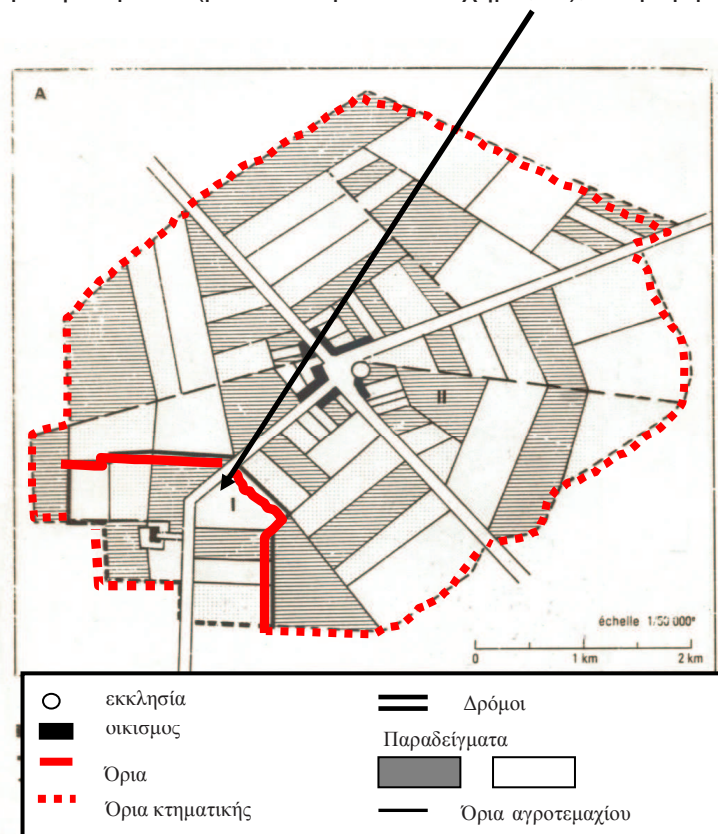 A
II
I
échelle 1/50 000ᵉ
0 1 km 2 km
εκκλησία
οικισμος
Όρια
Όρια κτηματικής
Δρόμοι
Παραδείγματα
Όρια αγροτεμαχίου